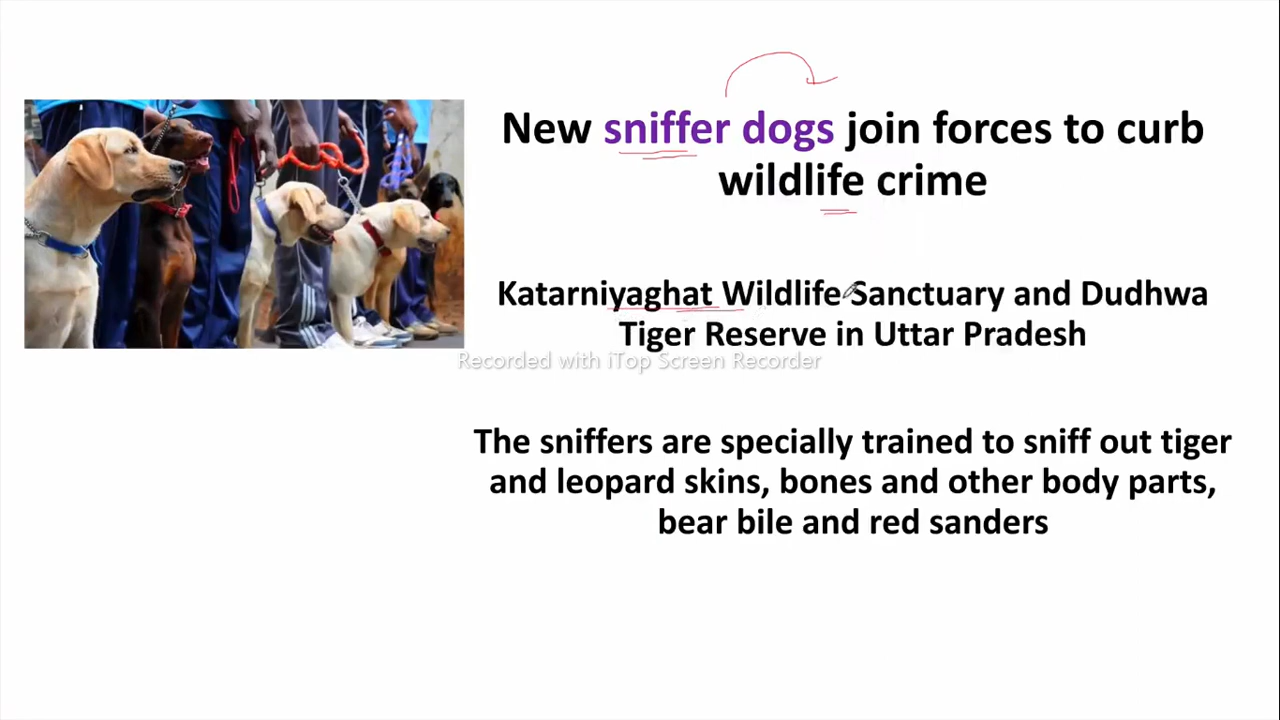 New sniffer dogs join forces to curb
wildlife crime
Katarniyaghat Wildlife Sanctuary and Dudhwa
Tiger Reserve in Uttar Pradesh
Recorded with iTop Screen Recorder
The sniffers are specially trained to sniff out tiger
and leopard skins, bones and other body parts,
bear bile and red sanders